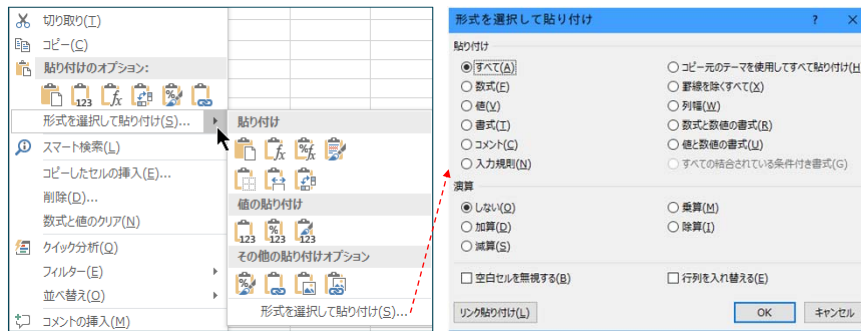 切り取り(T)
コピー(C)
貼り付けのオプション:
123 fx %
形式を選択して貼り付け(S)...
スマート検索(L)
コピーしたセルの挿入(E)...
削除(D)...
数式と値のクリア(N)
クイック分析(Q)
フィルター(E)
並べ替え(O)
コメントの挿入(M)
貼り付け
fx %fx
値の貼り付け
123 % 123 123
その他の貼り付けオプション
%
形式を選択して貼り付け(S)...
形式を選択して貼り付け ? ×
貼り付け
すべて(A)
数式(F)
値(V)
書式(T)
コメント(C)
入力規則(N)
コピー元のテーマを使用してすべて貼り付け(H
罫線を除くすべて(X)
列幅(W)
数式と数値の書式(R)
値と数値の書式(U)
すべての結合されている条件付き書式(G)
演算
しない(O)
加算(D)
減算(S)
乗算(M)
除算(I)
空白セルを無視する(B)
行列を入れ替える(E)
リンク貼り付け(L)
OK
キャンセル